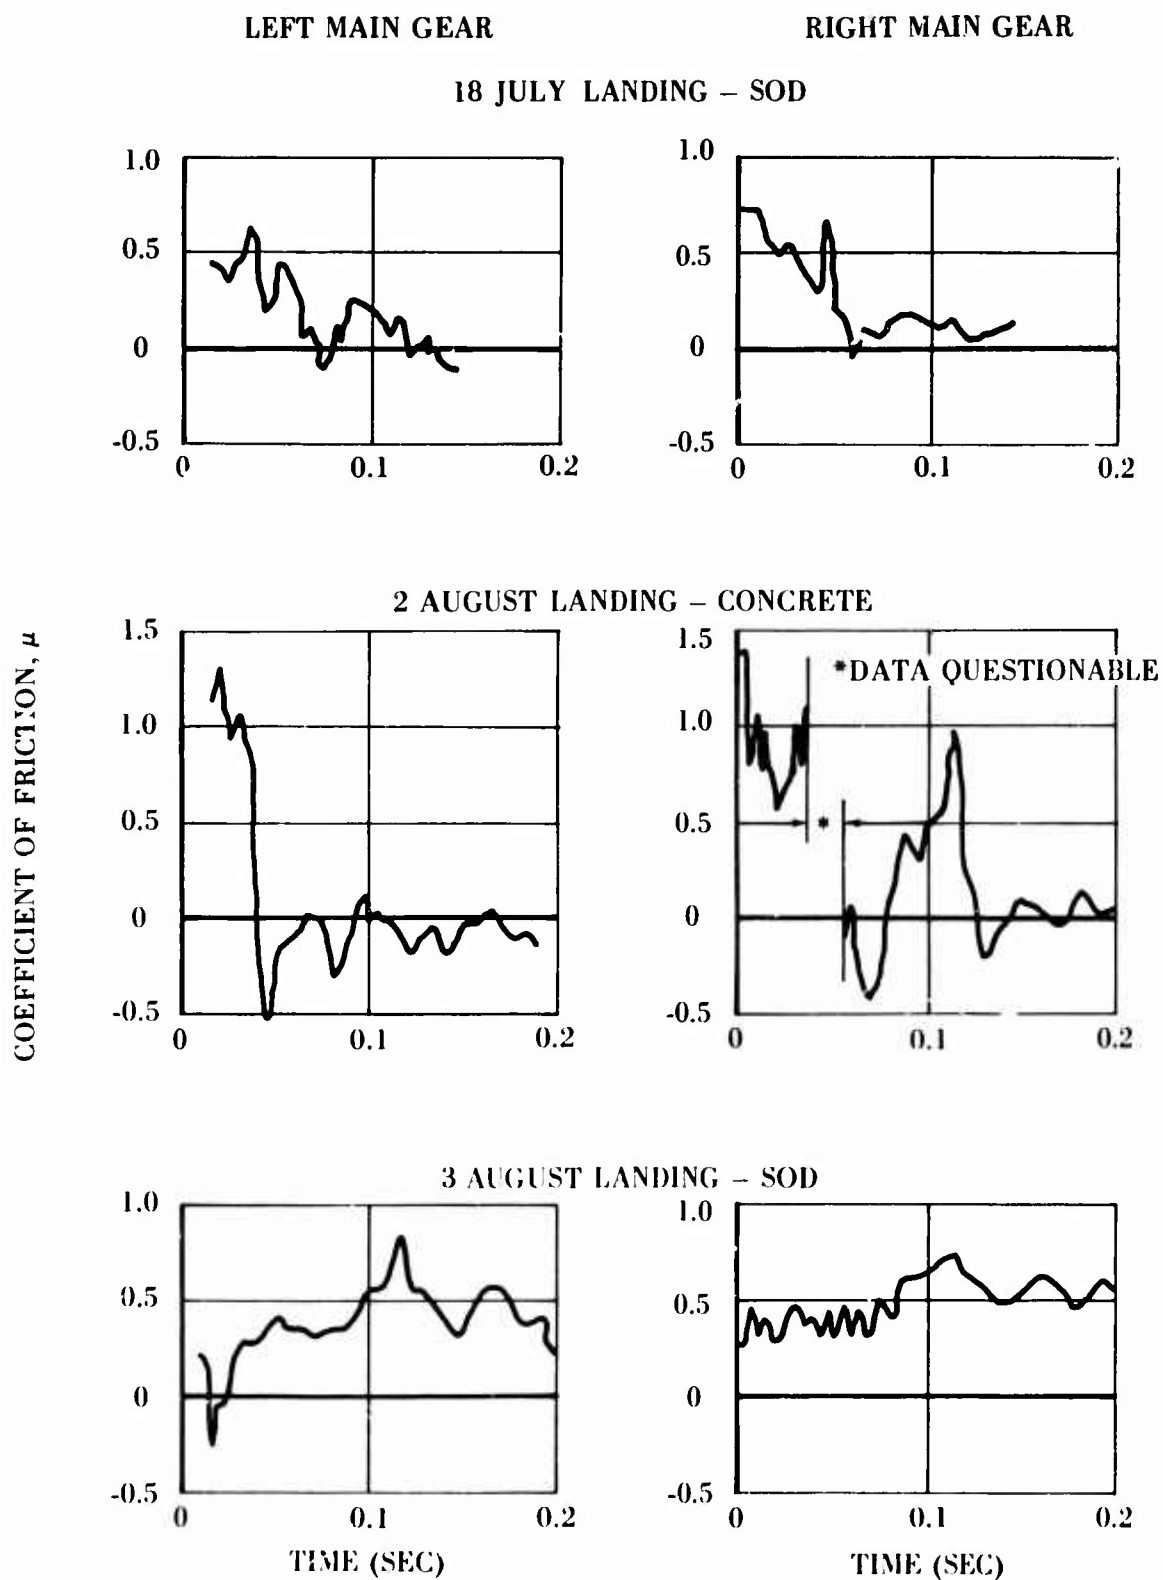 LEFT MAIN GEAR RIGHT MAIN GEAR
18 JULY LANDING – SOD
1.0 1.0
0.5 0.5
0 0
-0.5 -0.5
0 0.1 0.2 0 0.1 0.2
COEFFICIENT OF FRICTION, μ
2 AUGUST LANDING – CONCRETE
1.5 1.5
*DATA QUESTIONABLE
1.0 1.0
0.5 0.5
*
0 0
-0.5 -0.5
0 0.1 0.2 0 0.1 0.2
3 AUGUST LANDING – SOD
1.0 1.0
0.5 0.5
0 0
-0.5 -0.5
0 0.1 0.2 0 0.1 0.2
TIME (SEC) TIME (SEC)